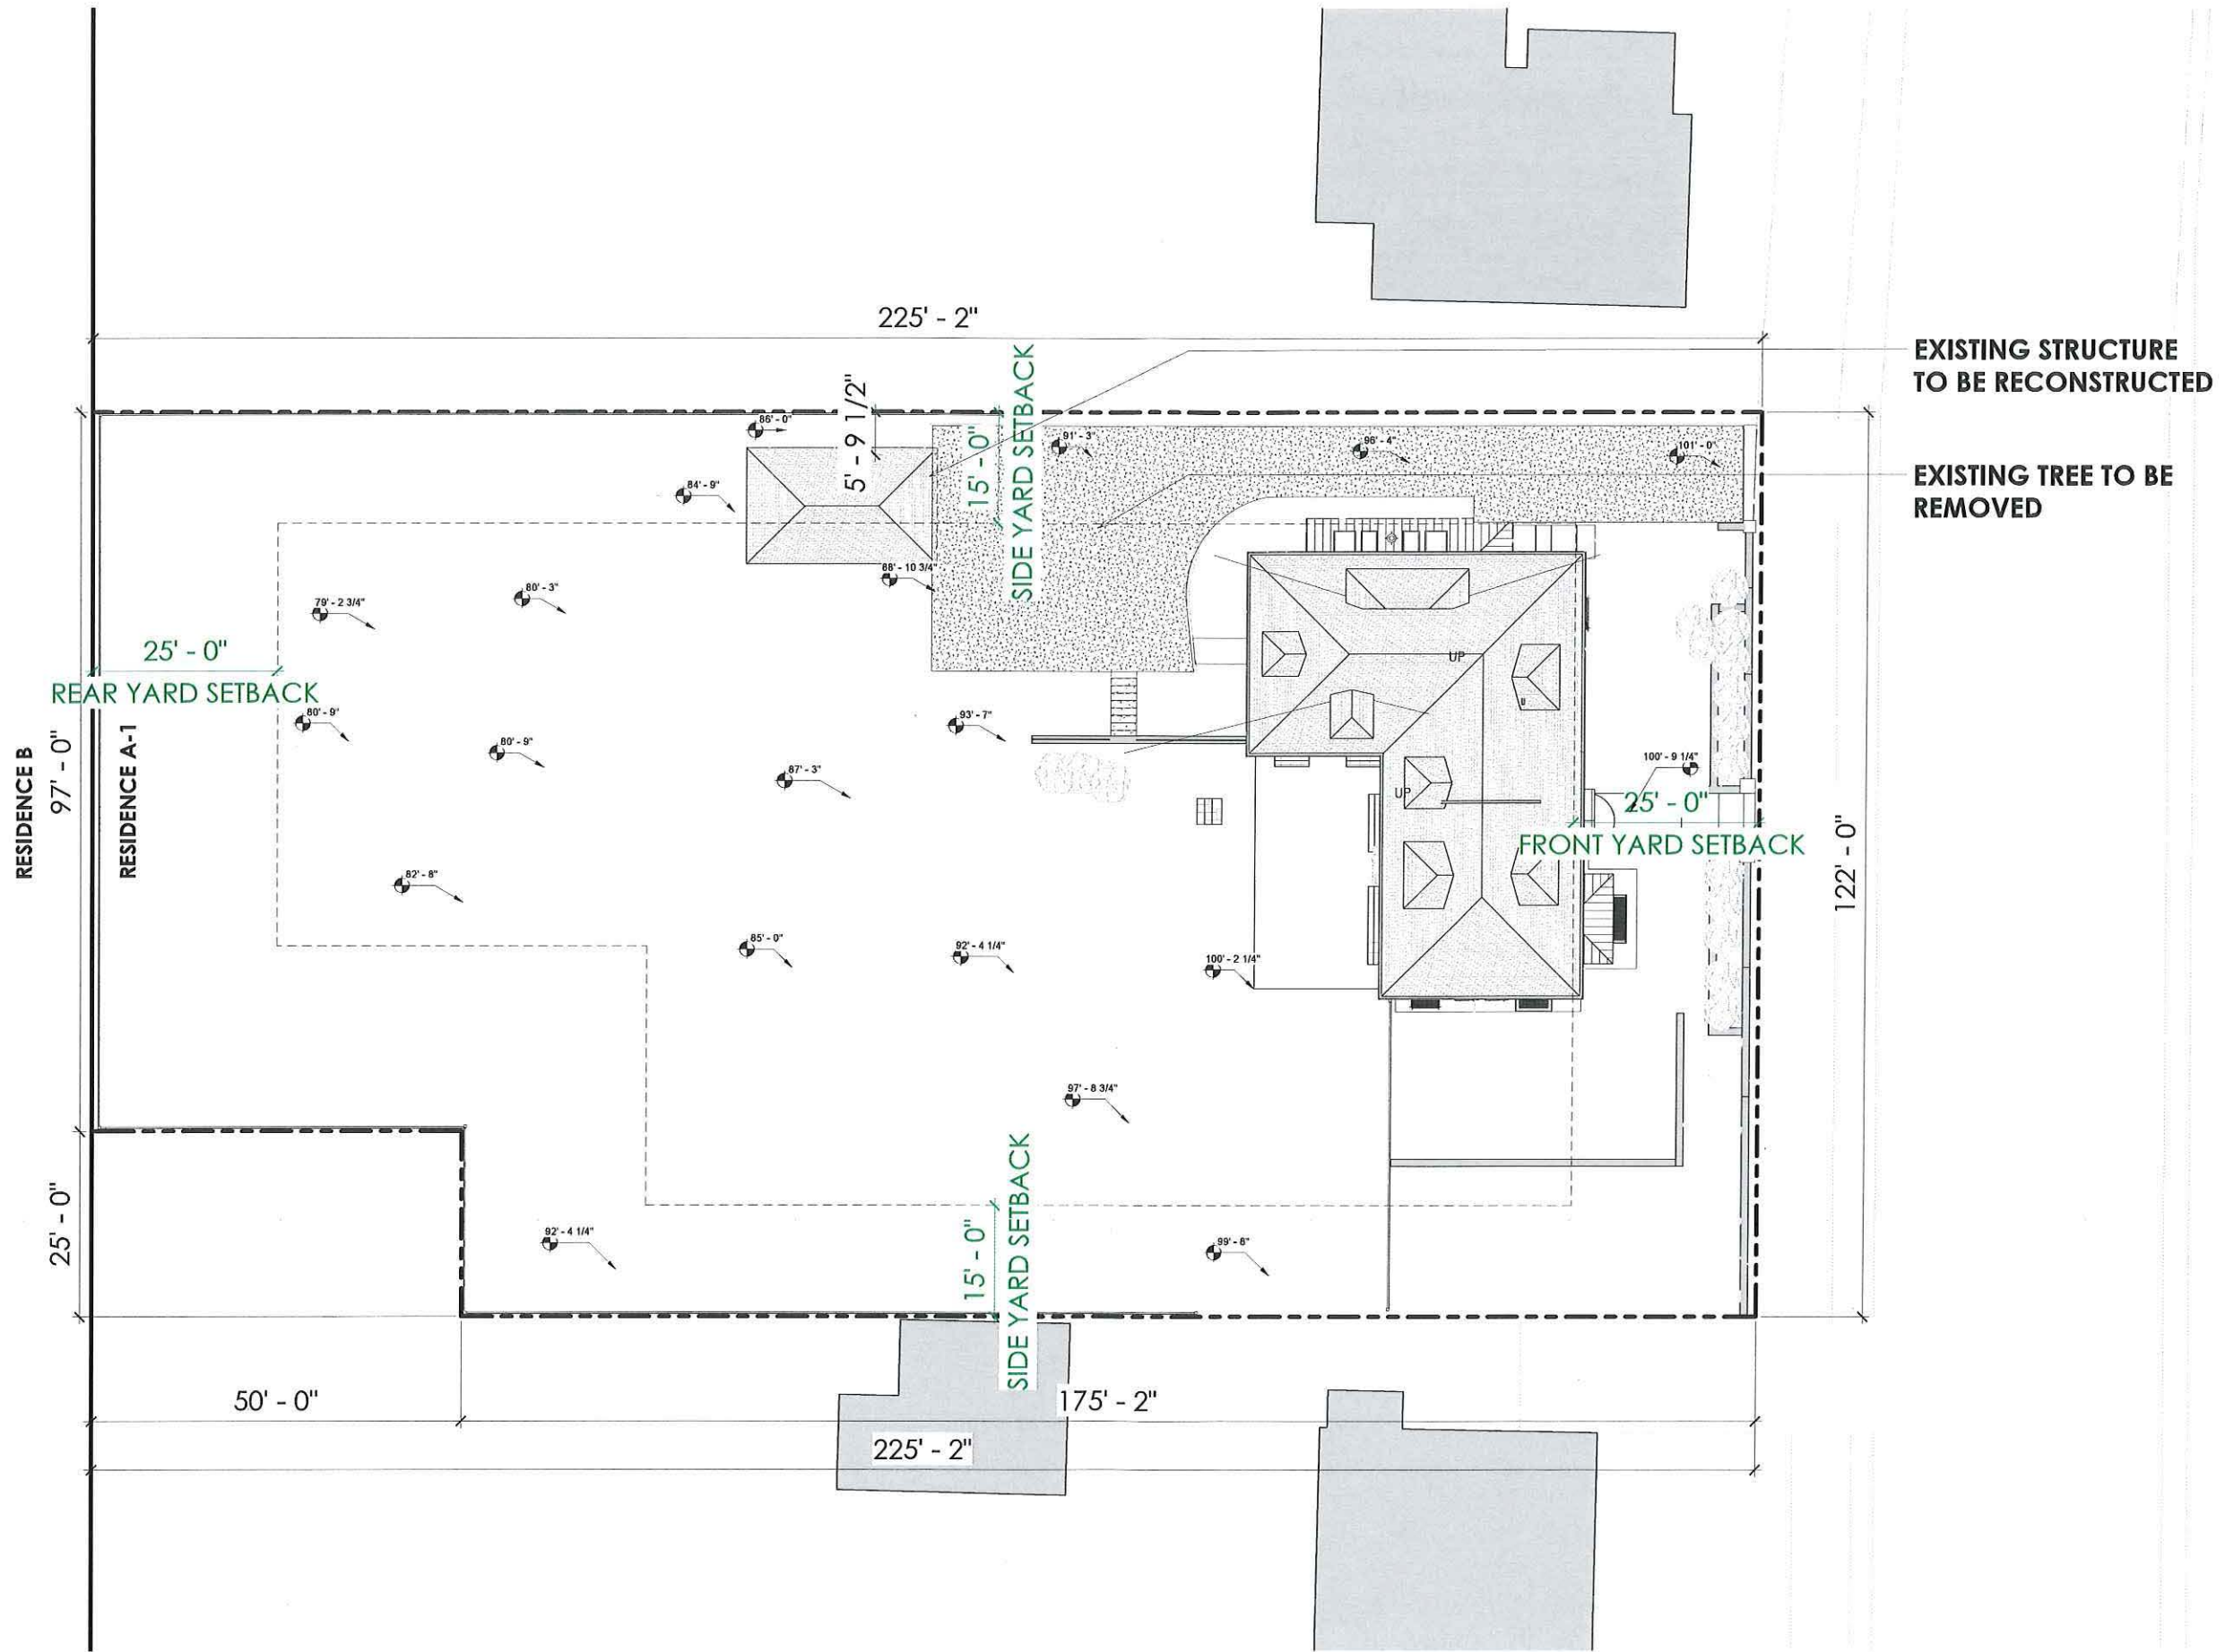 225' - 2"
EXISTING STRUCTURE
TO BE RECONSTRUCTED
5' - 9 1/2"
15' - 0"
SIDE YARD SETBACK
86' - 0"
91' - 3"
96' - 4"
101' - 0"
EXISTING TREE TO BE
REMOVED
84' - 9"
88' - 10 3/4"
80' - 3"
79' - 2 3/4"
25' - 0"
REAR YARD SETBACK
UP
80' - 9"
93' - 7"
RESIDENCE B
97' - 0"
RESIDENCE A-1
80' - 9"
87' - 3"
100' - 9 1/4"
UP
25' - 0"
FRONT YARD SETBACK
122' - 0"
82' - 8"
85' - 0"
92' - 4 1/4"
100' - 2 1/4"
97' - 8 3/4"
25' - 0"
92' - 4 1/4"
15' - 0"
SIDE YARD SETBACK
50' - 0"
175' - 2"
225' - 2"